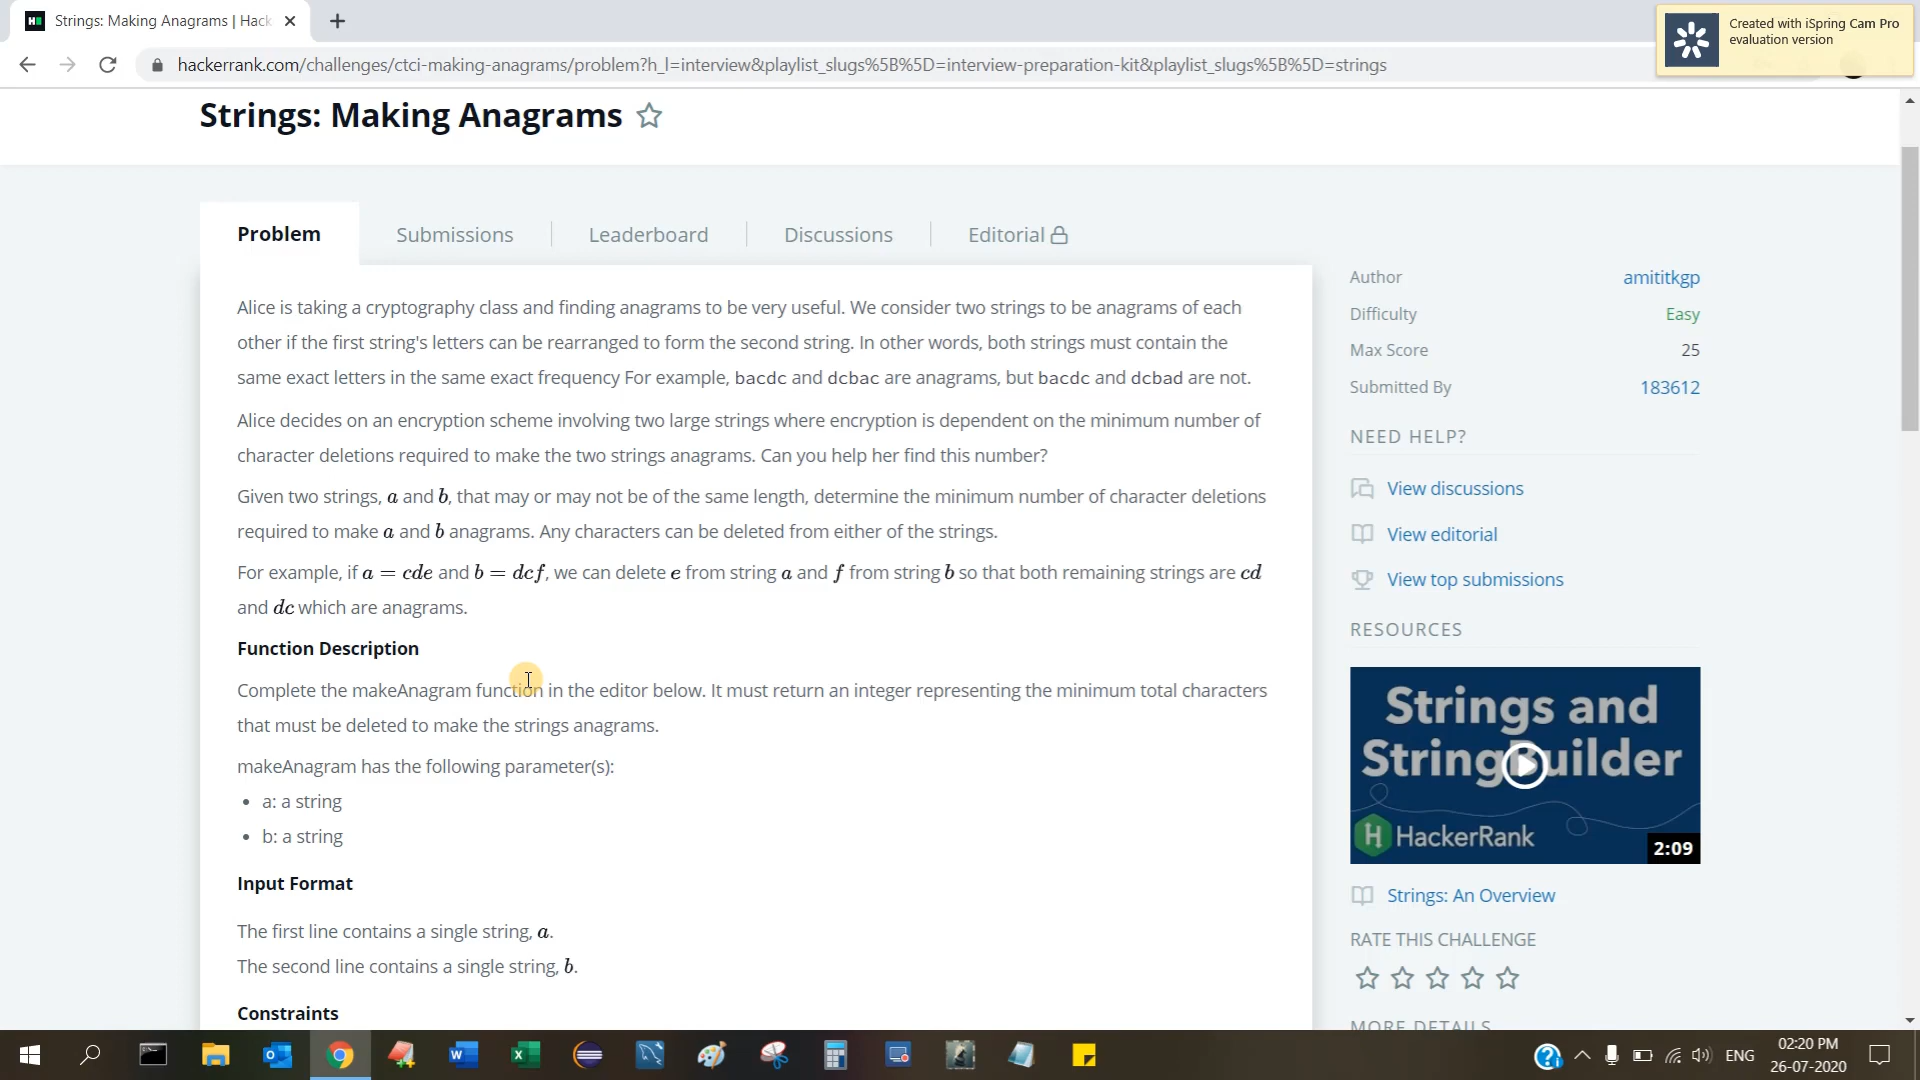 Strings: Making Anagrams | Hack
Created with iSpring Cam Pro
evaluation version
hackerrank.com/challenges/ctci-making-anagrams/problem?h_l=interview&playlist_slugs%5B%5D=interview-preparation-kit&playlist_slugs%5B%5D=strings
Strings: Making Anagrams
Problem
Submissions
Leaderboard
Discussions
Editorial
Alice is taking a cryptography class and finding anagrams to be very useful. We consider two strings to be anagrams of each
other if the first string's letters can be rearranged to form the second string. In other words, both strings must contain the
same exact letters in the same exact frequency For example, bacdc and dcbac are anagrams, but bacdc and dcbad are not.
Alice decides on an encryption scheme involving two large strings where encryption is dependent on the minimum number of
character deletions required to make the two strings anagrams. Can you help her find this number?
Given two strings, a and b, that may or may not be of the same length, determine the minimum number of character deletions
required to make a and b anagrams. Any characters can be deleted from either of the strings.
For example, if a = cde and b = dcf, we can delete e from string a and f from string b so that both remaining strings are cd
and dc which are anagrams.
Function Description
Complete the makeAnagram function in the editor below. It must return an integer representing the minimum total characters
that must be deleted to make the strings anagrams.
makeAnagram has the following parameter(s):
• a: a string
• b: a string
Input Format
The first line contains a single string, a.
The second line contains a single string, b.
Constraints
Author amititkgp
Difficulty Easy
Max Score 25
Submitted By 183612
NEED HELP?
View discussions
View editorial
View top submissions
RESOURCES
Strings and
StringBuilder
HackerRank
2:09
Strings: An Overview
RATE THIS CHALLENGE
MORE DETAILS
ENG
02:20 PM
26-07-2020